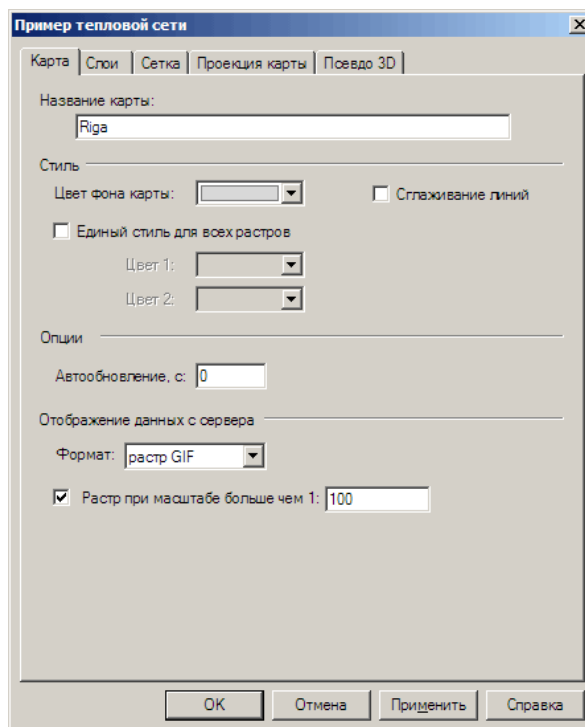 Пример тепловой сети
Карта Слои Сетка Проекция карты Псевдо 3D
Название карты:
Riga
Стиль
Цвет фона карты: Сглаживание линий
Единый стиль для всех растров
Цвет 1:
Цвет 2:
Опции
Автообновление, с: 0
Отображение данных с сервера
Формат: растр GIF
Растр при масштабе больше чем 1: 100
OK Отмена Применить Справка